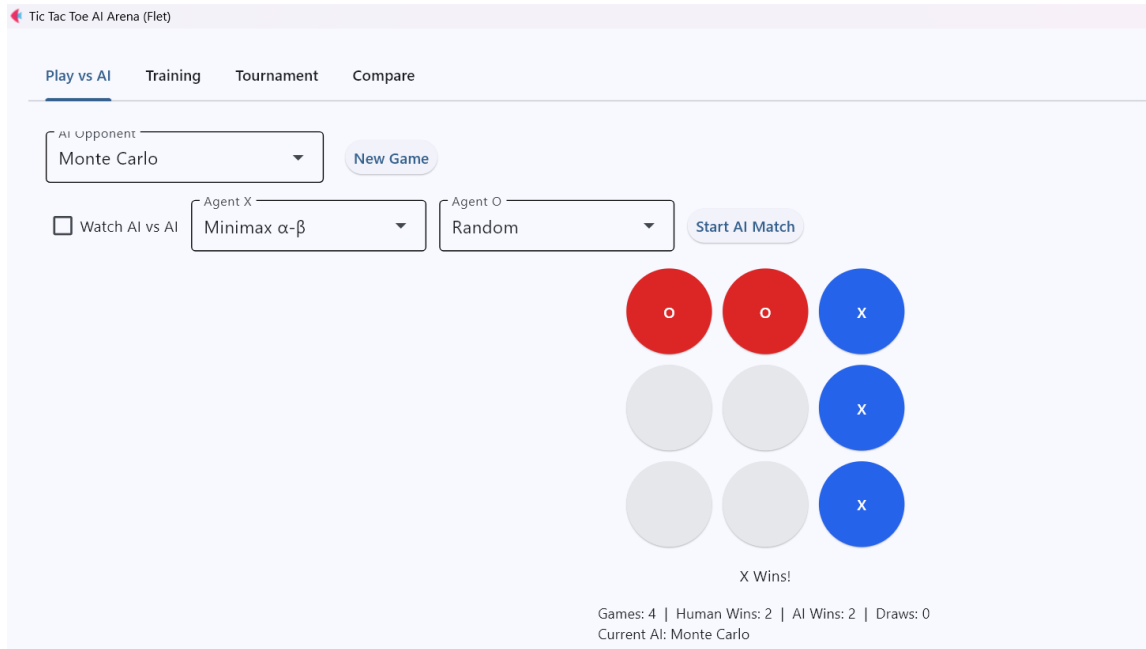 Tic Tac Toe AI Arena (Flet)
Play vs AI Training Tournament Compare
AI Opponent
Monte Carlo New Game
Agent X Agent O
Watch AI vs AI Minimax α-β Random Start AI Match
O O X
X
X
X Wins!
Games: 4 | Human Wins: 2 | AI Wins: 2 | Draws: 0
Current AI: Monte Carlo